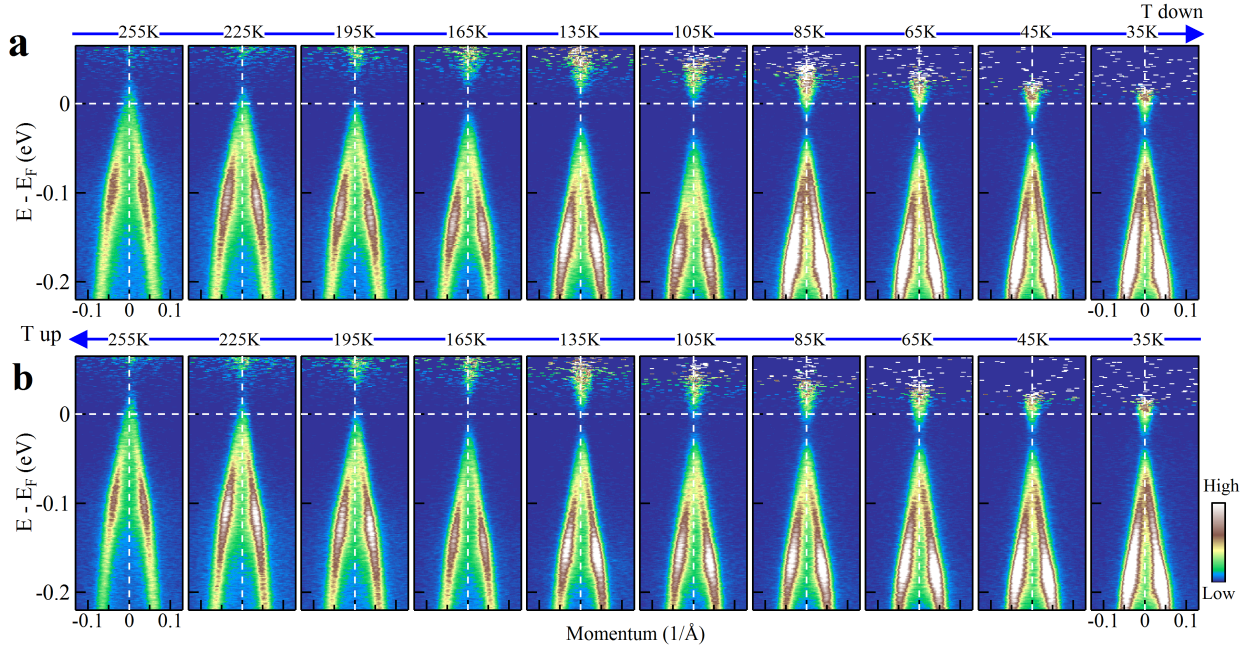 T down
a
255K 225K 195K 165K 135K 105K 85K 65K 45K 35K
E - E_F (eV)
0
-0.1
-0.2
-0.1 0 0.1
-0.1 0 0.1
T up
255K 225K 195K 165K 135K 105K 85K 65K 45K 35K
b
E - E_F (eV)
0
-0.1
-0.2
High
Low
-0.1 0 0.1
-0.1 0 0.1
Momentum (1/Å)